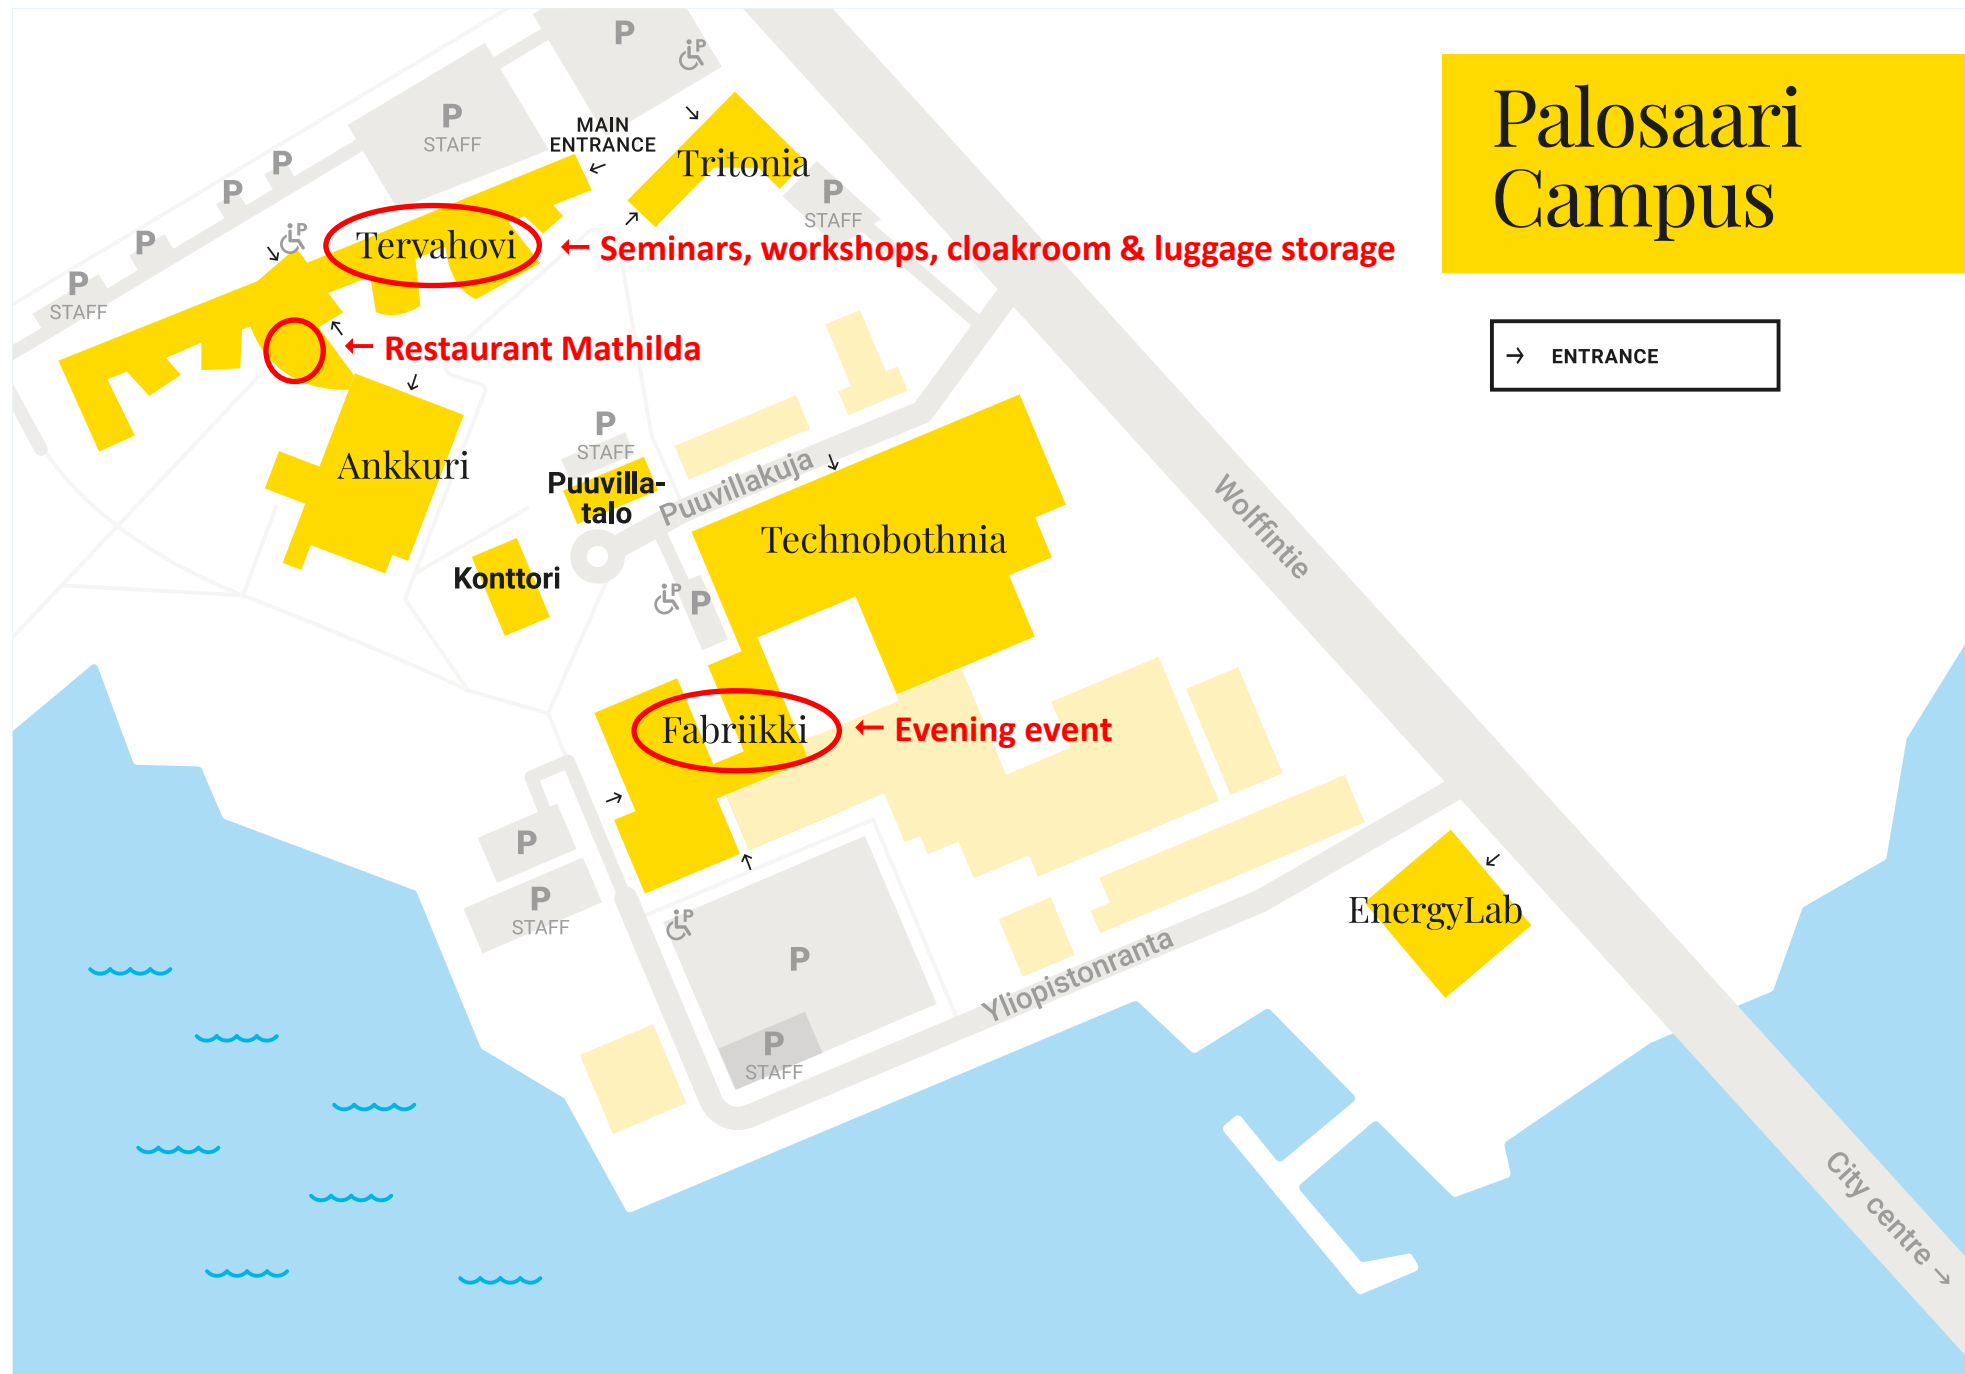 P
P
Palosaari
Campus
P
STAFF
MAIN
ENTRANCE
Tritonia
P
P
P
STAFF
P
P
Tervahovi
← Seminars, workshops, cloakroom & luggage storage
P
STAFF
← Restaurant Mathilda
→ ENTRANCE
P
STAFF
Ankkuri
Puuvilla-
talo
Puuvillakuja
Technobothnia
Wolffintie
Konttori
P
P
Fabriikki
← Evening event
P
P
STAFF
P
P
EnergyLab
Yliopistonranta
P
STAFF
City centre →